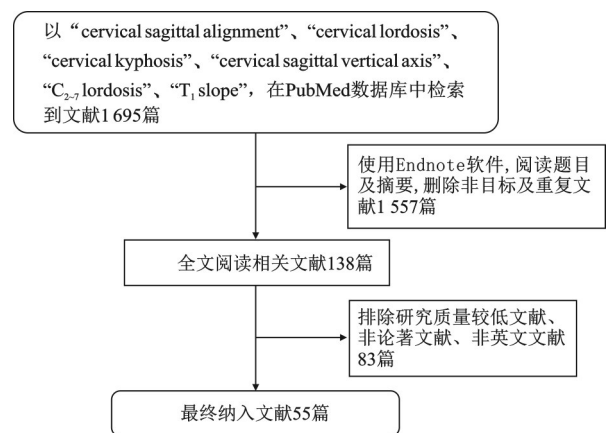 以“cervical sagittal alignment”、“cervical lordosis”、
“cervical kyphosis”、“cervical sagittal vertical axis”、
“C2~7 lordosis”、“T1 slope”,在PubMed数据库中检索
到文献1 695篇
使用Endnote软件,阅读题目
及摘要,删除非目标及重复文
献1 557篇
全文阅读相关文献138篇
排除研究质量较低文献、
非论著文献、非英文文献
83篇
最终纳入文献55篇